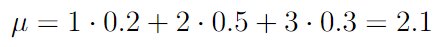 μ = 1 · 0.2 + 2 · 0.5 + 3 · 0.3 = 2.1